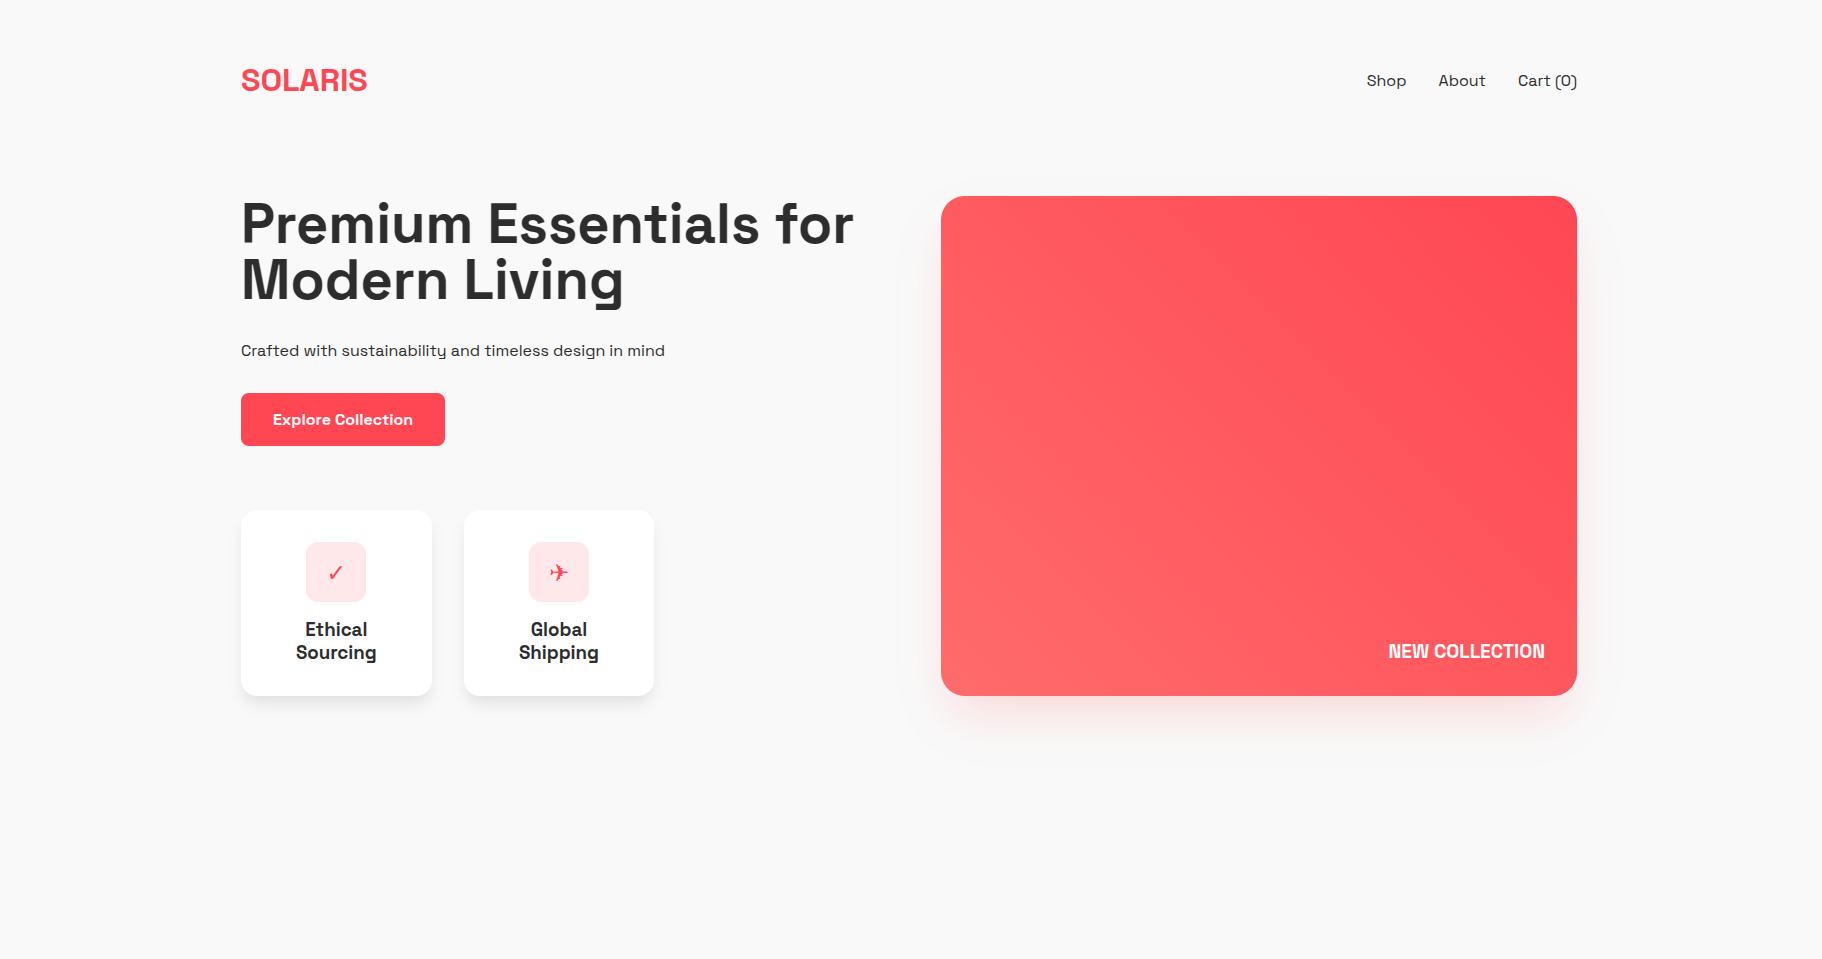 SOLARIS
Shop About Cart (0)
Premium Essentials for
Modern Living
Crafted with sustainability and timeless design in mind
Explore Collection
Ethical
Sourcing
Global
Shipping
NEW COLLECTION